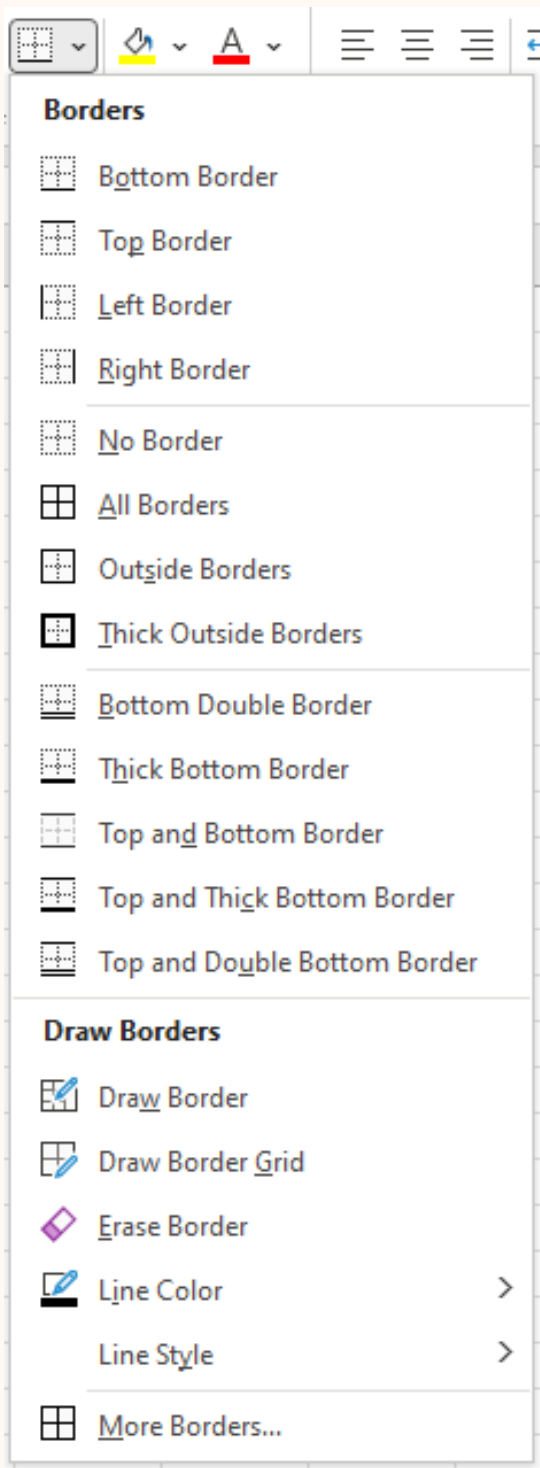 A
Borders
Bottom Border
Top Border
Left Border
Right Border
No Border
All Borders
Outside Borders
Thick Outside Borders
Bottom Double Border
Thick Bottom Border
Top and Bottom Border
Top and Thick Bottom Border
Top and Double Bottom Border
Draw Borders
Draw Border
Draw Border Grid
Erase Border
Line Color
Line Style
More Borders...